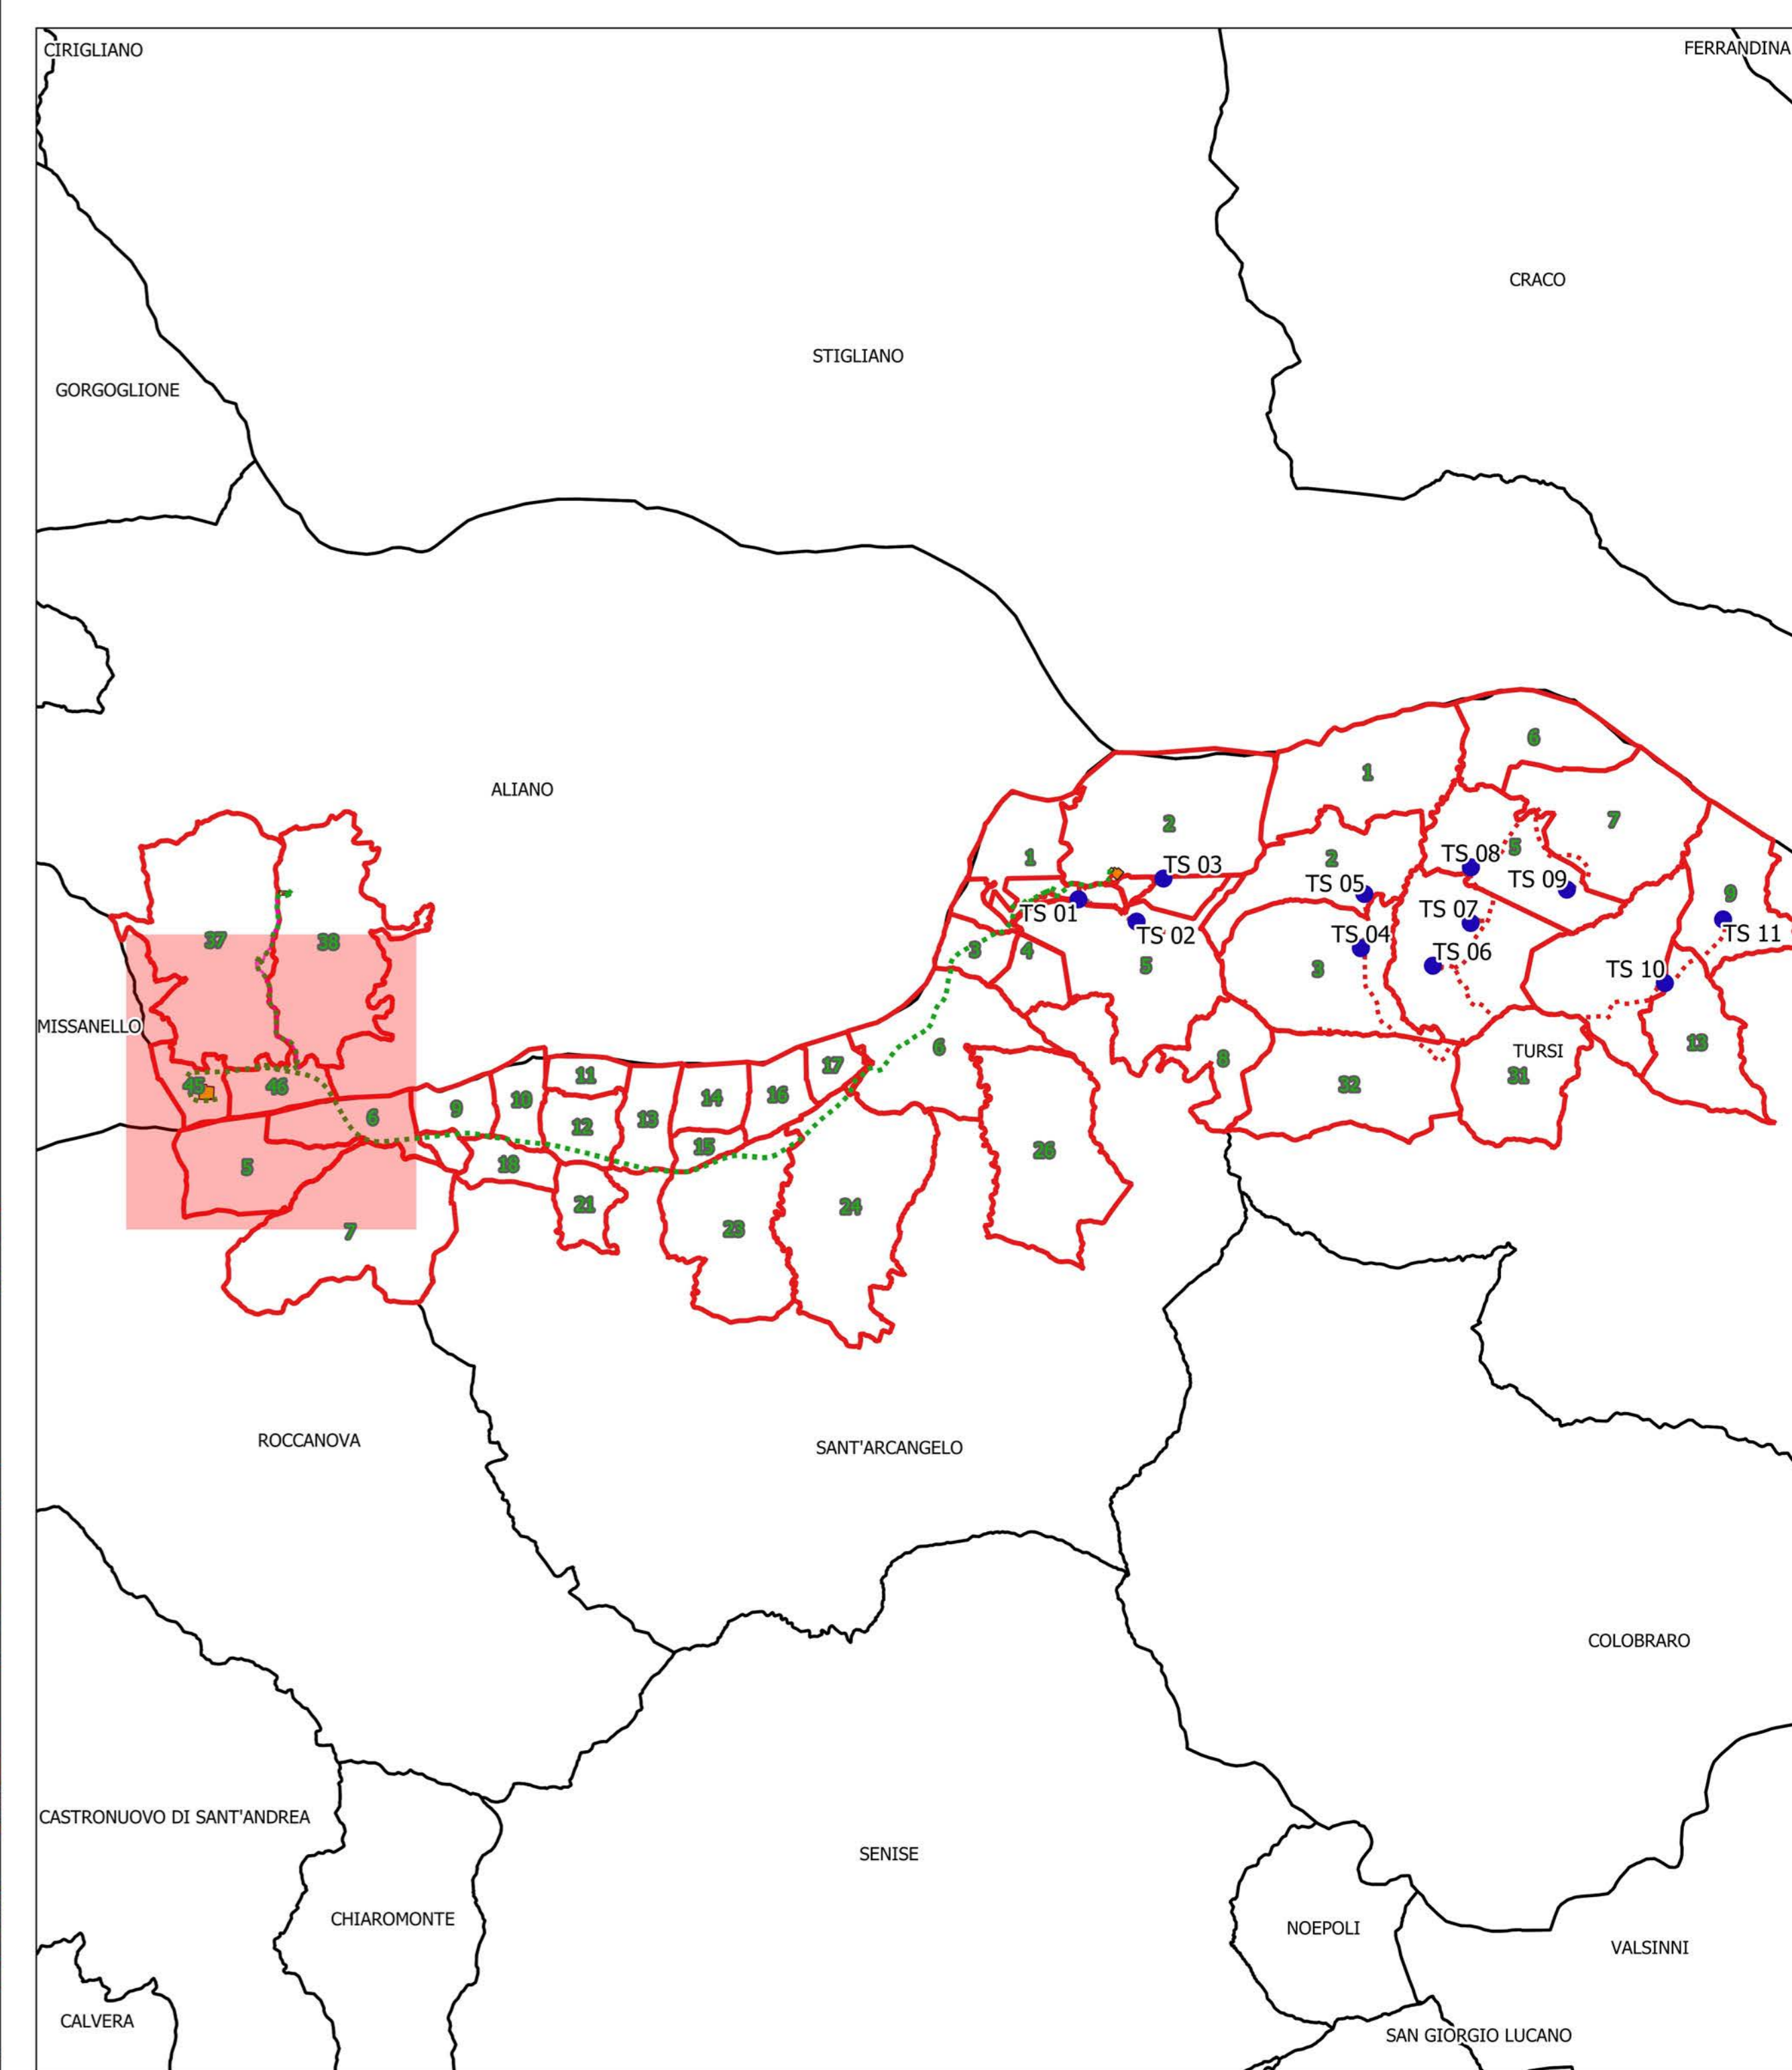 CIRIGLIANO
FERRANDINA
CRACO
STIGLIANO
GORGOGLIONE
6
1
ALIANO
2
7
1
2
5
TS 08
TS 03
TS 09
TS 05
9
TS 07
TS 01
TS 11
TS 04
TS 02
37
38
3
4
TS 06
5
3
TS 10
MISSANELLO
13
6
TURSI
8
17
11
31
32
45
46
16
14
10
9
6
13
12
15
26
18
5
21
24
23
7
ROCCANOVA
SANT'ARCANGELO
COLOBRARO
CASTRONUOVO DI SANT'ANDREA
SENISE
CHIAROMONTE
NOEPOLI
VALSINNI
CALVERA
SAN GIORGIO LUCANO